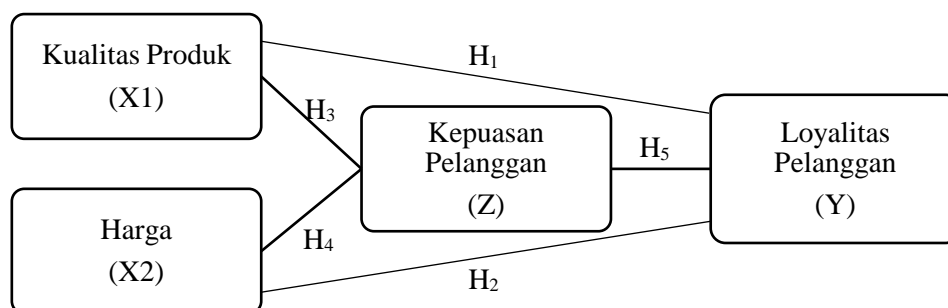 Kualitas Produk
(X1)
H₁
H₃
Kepuasan
Pelanggan
(Z)
H₅
Loyalitas
Pelanggan
(Y)
Harga
(X2)
H₄
H₂